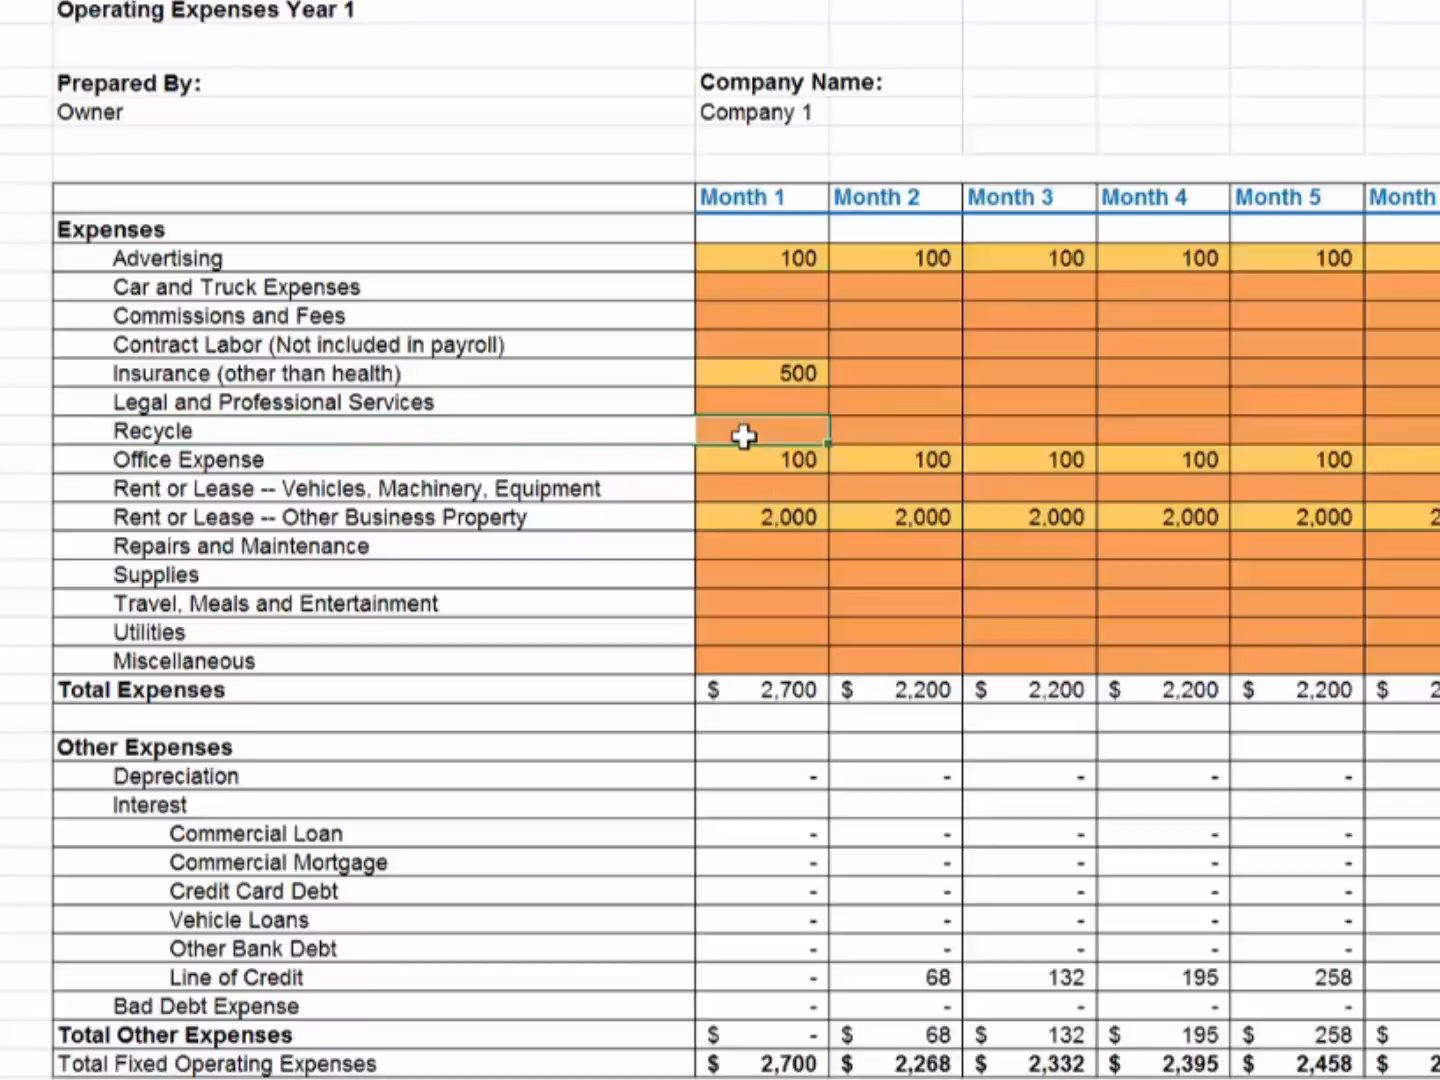 Operating Expenses Year 1
Prepared By: Company Name:
Owner Company 1
Month 1 Month 2 Month 3 Month 4 Month 5 Month
Expenses
Advertising 100 100 100 100 100
Car and Truck Expenses
Commissions and Fees
Contract Labor (Not included in payroll)
Insurance (other than health) 500
Legal and Professional Services
Recycle
Office Expense 100 100 100 100 100
Rent or Lease -- Vehicles, Machinery, Equipment
Rent or Lease -- Other Business Property 2,000 2,000 2,000 2,000 2,000 2
Repairs and Maintenance
Supplies
Travel, Meals and Entertainment
Utilities
Miscellaneous
Total Expenses $ 2,700 $ 2,200 $ 2,200 $ 2,200 $ 2,200 $ 2
Other Expenses
Depreciation - - - - -
Interest
Commercial Loan - - - - -
Commercial Mortgage - - - - -
Credit Card Debt - - - - -
Vehicle Loans - - - - -
Other Bank Debt - - - - -
Line of Credit - 68 132 195 258
Bad Debt Expense - - - - -
Total Other Expenses $ - $ 68 $ 132 $ 195 $ 258 $
Total Fixed Operating Expenses $ 2,700 $ 2,268 $ 2,332 $ 2,395 $ 2,458 $ 2